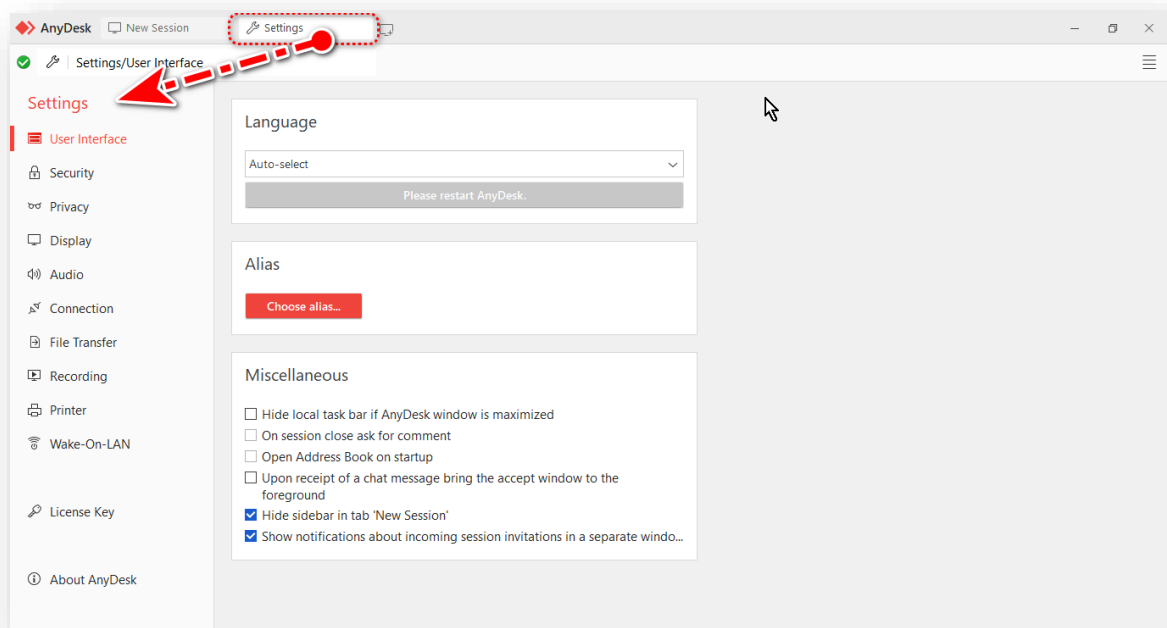 AnyDesk
New Session
Settings
Settings/User Interface
Settings
User Interface
Security
Privacy
Display
Audio
Connection
File Transfer
Recording
Printer
Wake-On-LAN
License Key
About AnyDesk
Language
Auto-select
Please restart AnyDesk.
Alias
Choose alias...
Miscellaneous
Hide local task bar if AnyDesk window is maximized
On session close ask for comment
Open Address Book on startup
Upon receipt of a chat message bring the accept window to the
foreground
Hide sidebar in tab 'New Session'
Show notifications about incoming session invitations in a separate windo...